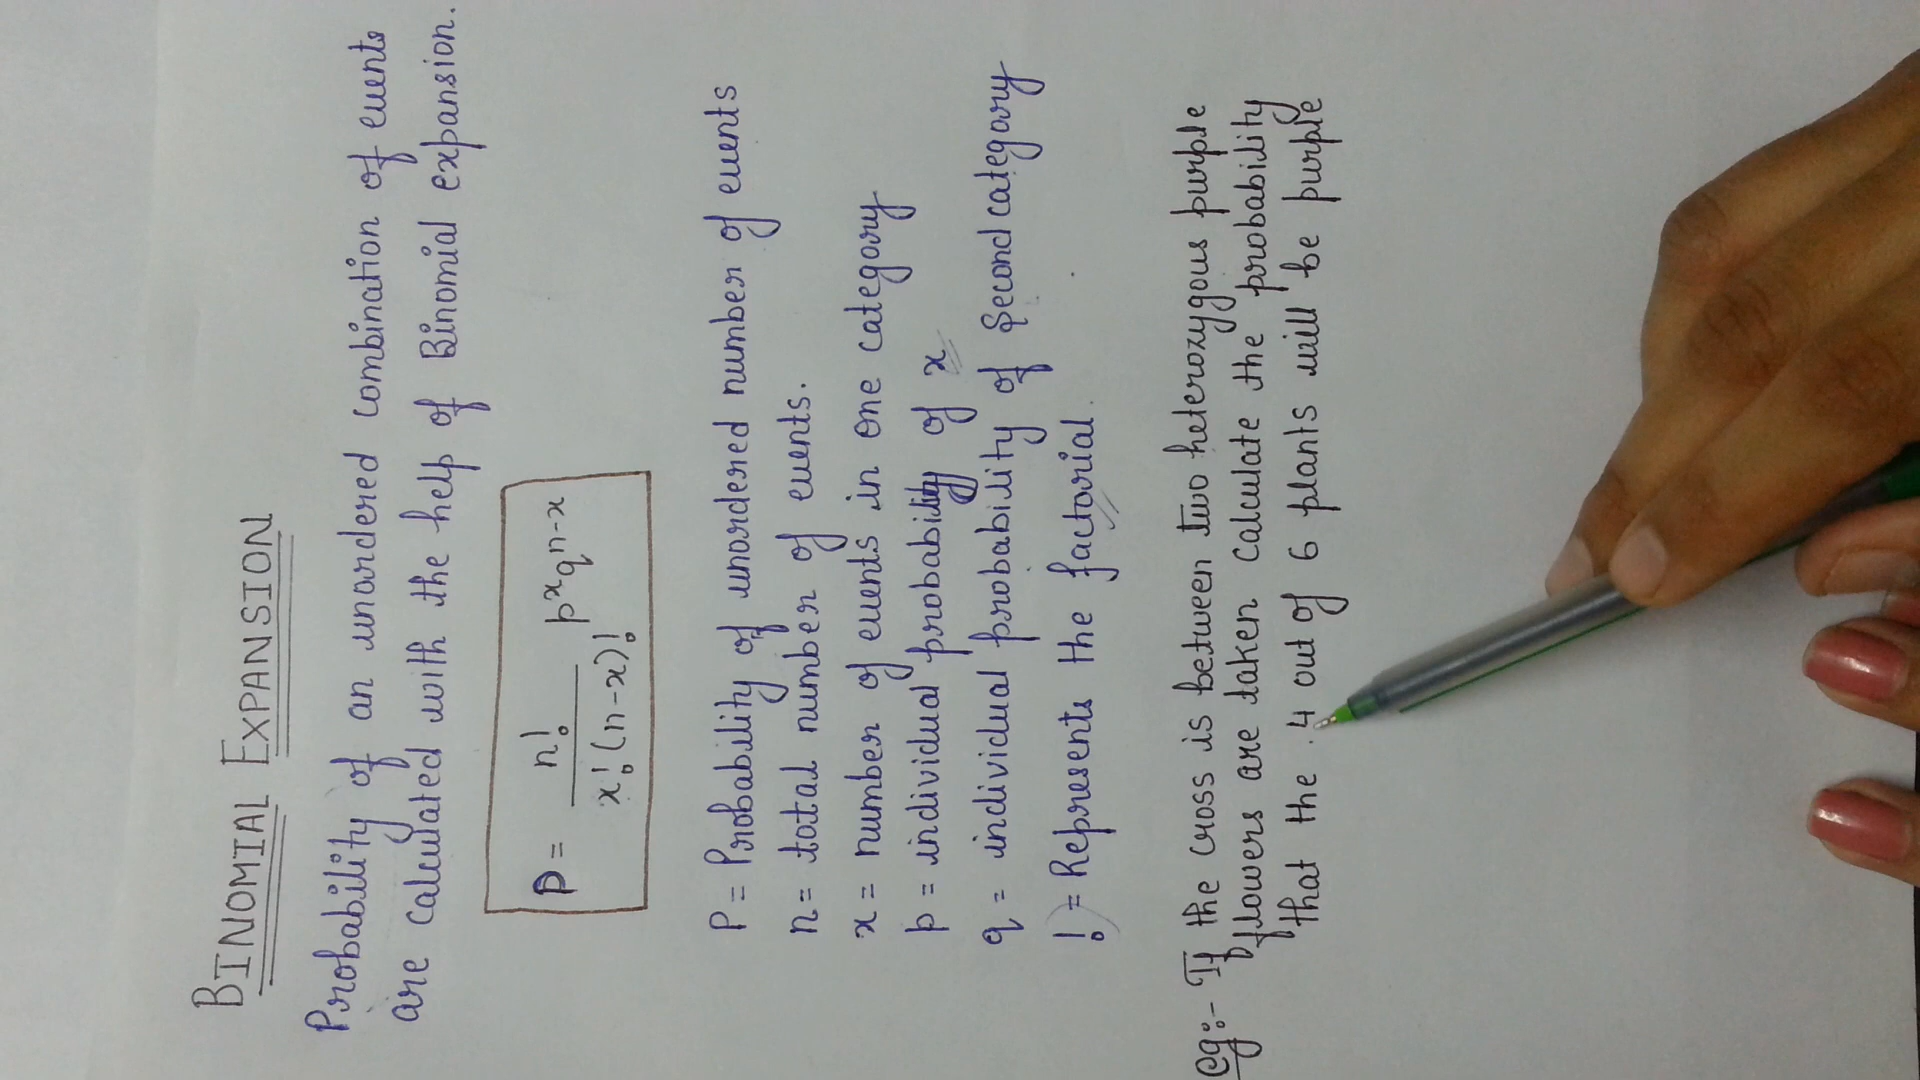 BINOMIAL EXPANSION
Probability of an unordered combination of events
are calculated with the help of Binomial expansion.
P = n! / x! (n-x)! p^x q^n-x
P = Probability of unordered number of events
n = total number of events.
x = number of events in one category
p = individual probability of x
q = individual probability of Second category
! = Represents the factorial.
eg:- If the cross is between two heterozygous purple
flowers are taken calculate the probability
that the 4 out of 6 plants will be purple